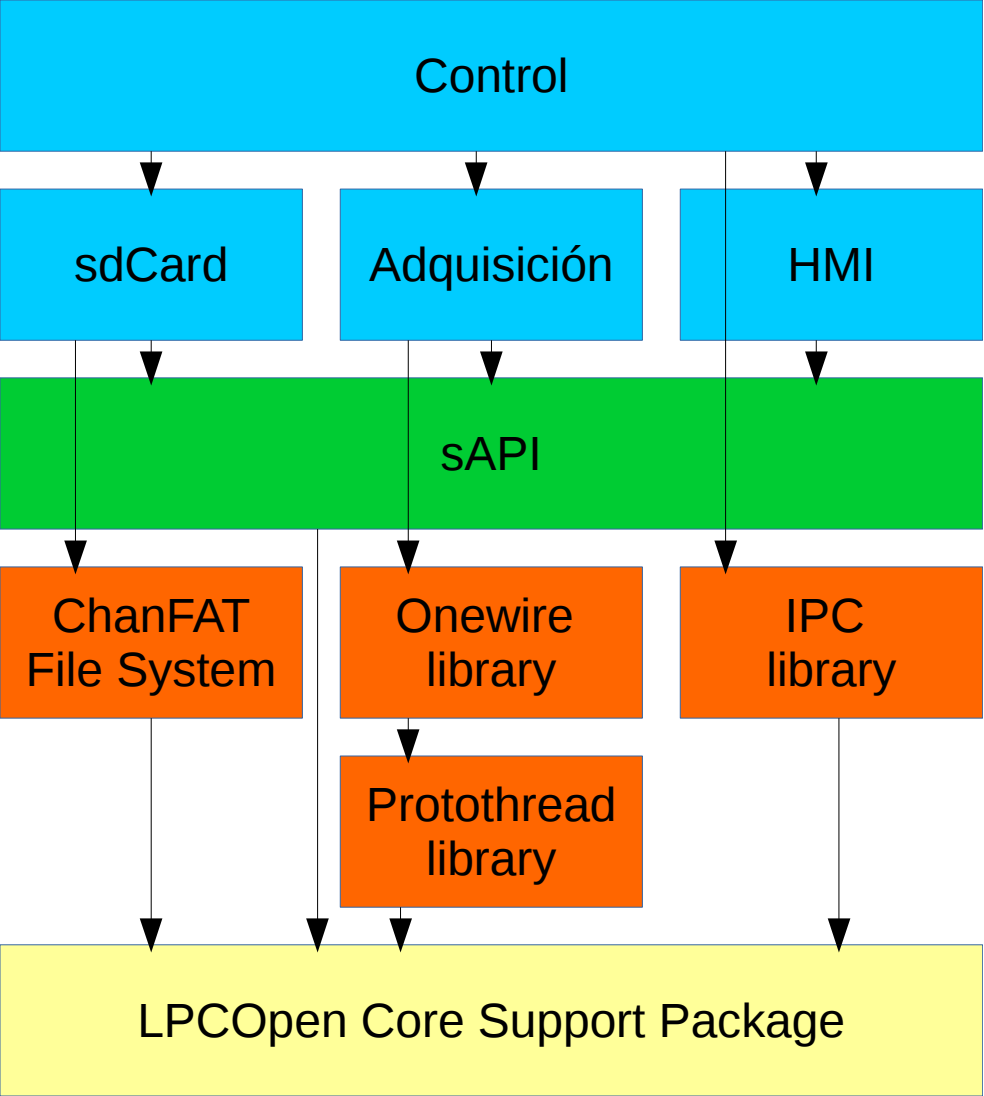 Control
sdCard
Adquisición
HMI
sAPI
ChanFAT
File System
Onewire
library
IPC
library
Protothread
library
LPCOpen Core Support Package